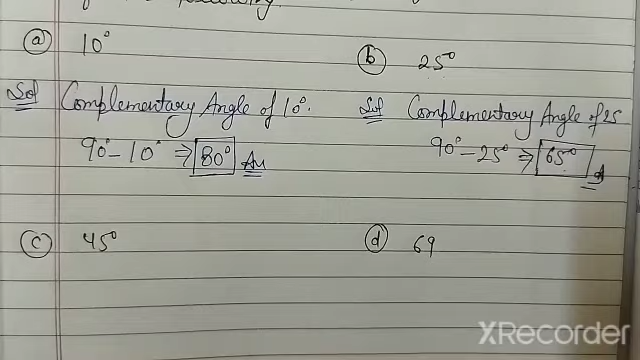 (a) 10°
(b) 25°
Sol Complementary Angle of 10°.
90° - 10° ⇒ 80° Ans
Sol Complementary Angle of 25
90° - 25° ⇒ 65°
(c) 45°
(d) 69
XRecorder